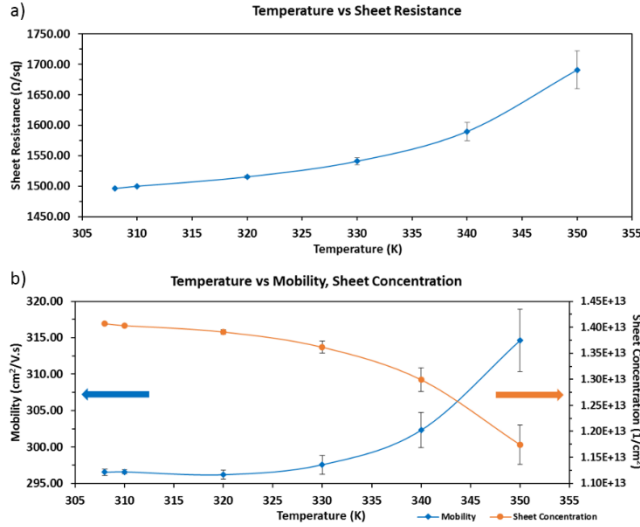 a)
Temperature vs Sheet Resistance
Sheet Resistance (Ω/sq)
1750.00
1700.00
1650.00
1600.00
1550.00
1500.00
1450.00
305 310 315 320 325 330 335 340 345 350 355
Temperature (K)
b)
Temperature vs Mobility, Sheet Concentration
Mobility (cm²/V.s)
320.00
315.00
310.00
305.00
300.00
295.00
1.45E+13
1.40E+13
1.35E+13
1.30E+13
1.25E+13
1.20E+13
1.15E+13
1.10E+13
Sheet Concentration (1/cm²)
305 310 315 320 325 330 335 340 345 350 355
Temperature (K)
Mobility Sheet Concentration